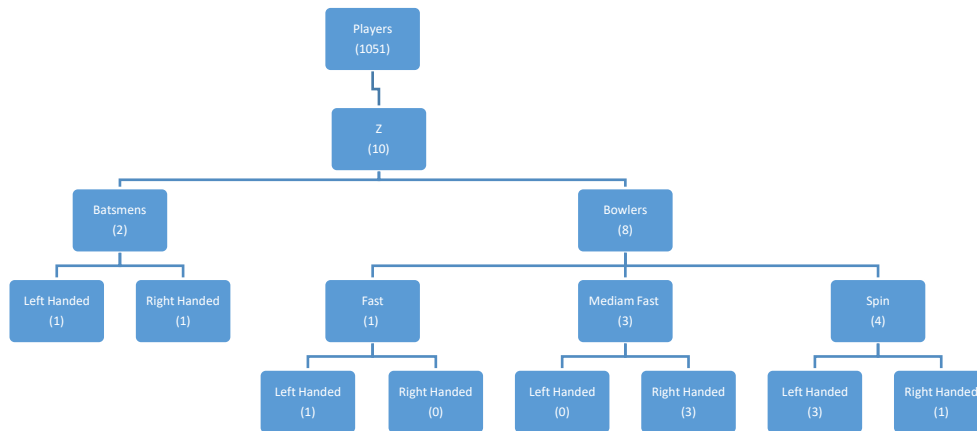 Players
(1051)
Z
(10)
Batsmens
(2)
Bowlers
(8)
Left Handed
(1)
Right Handed
(1)
Fast
(1)
Mediam Fast
(3)
Spin
(4)
Left Handed
(1)
Right Handed
(0)
Left Handed
(0)
Right Handed
(3)
Left Handed
(3)
Right Handed
(1)